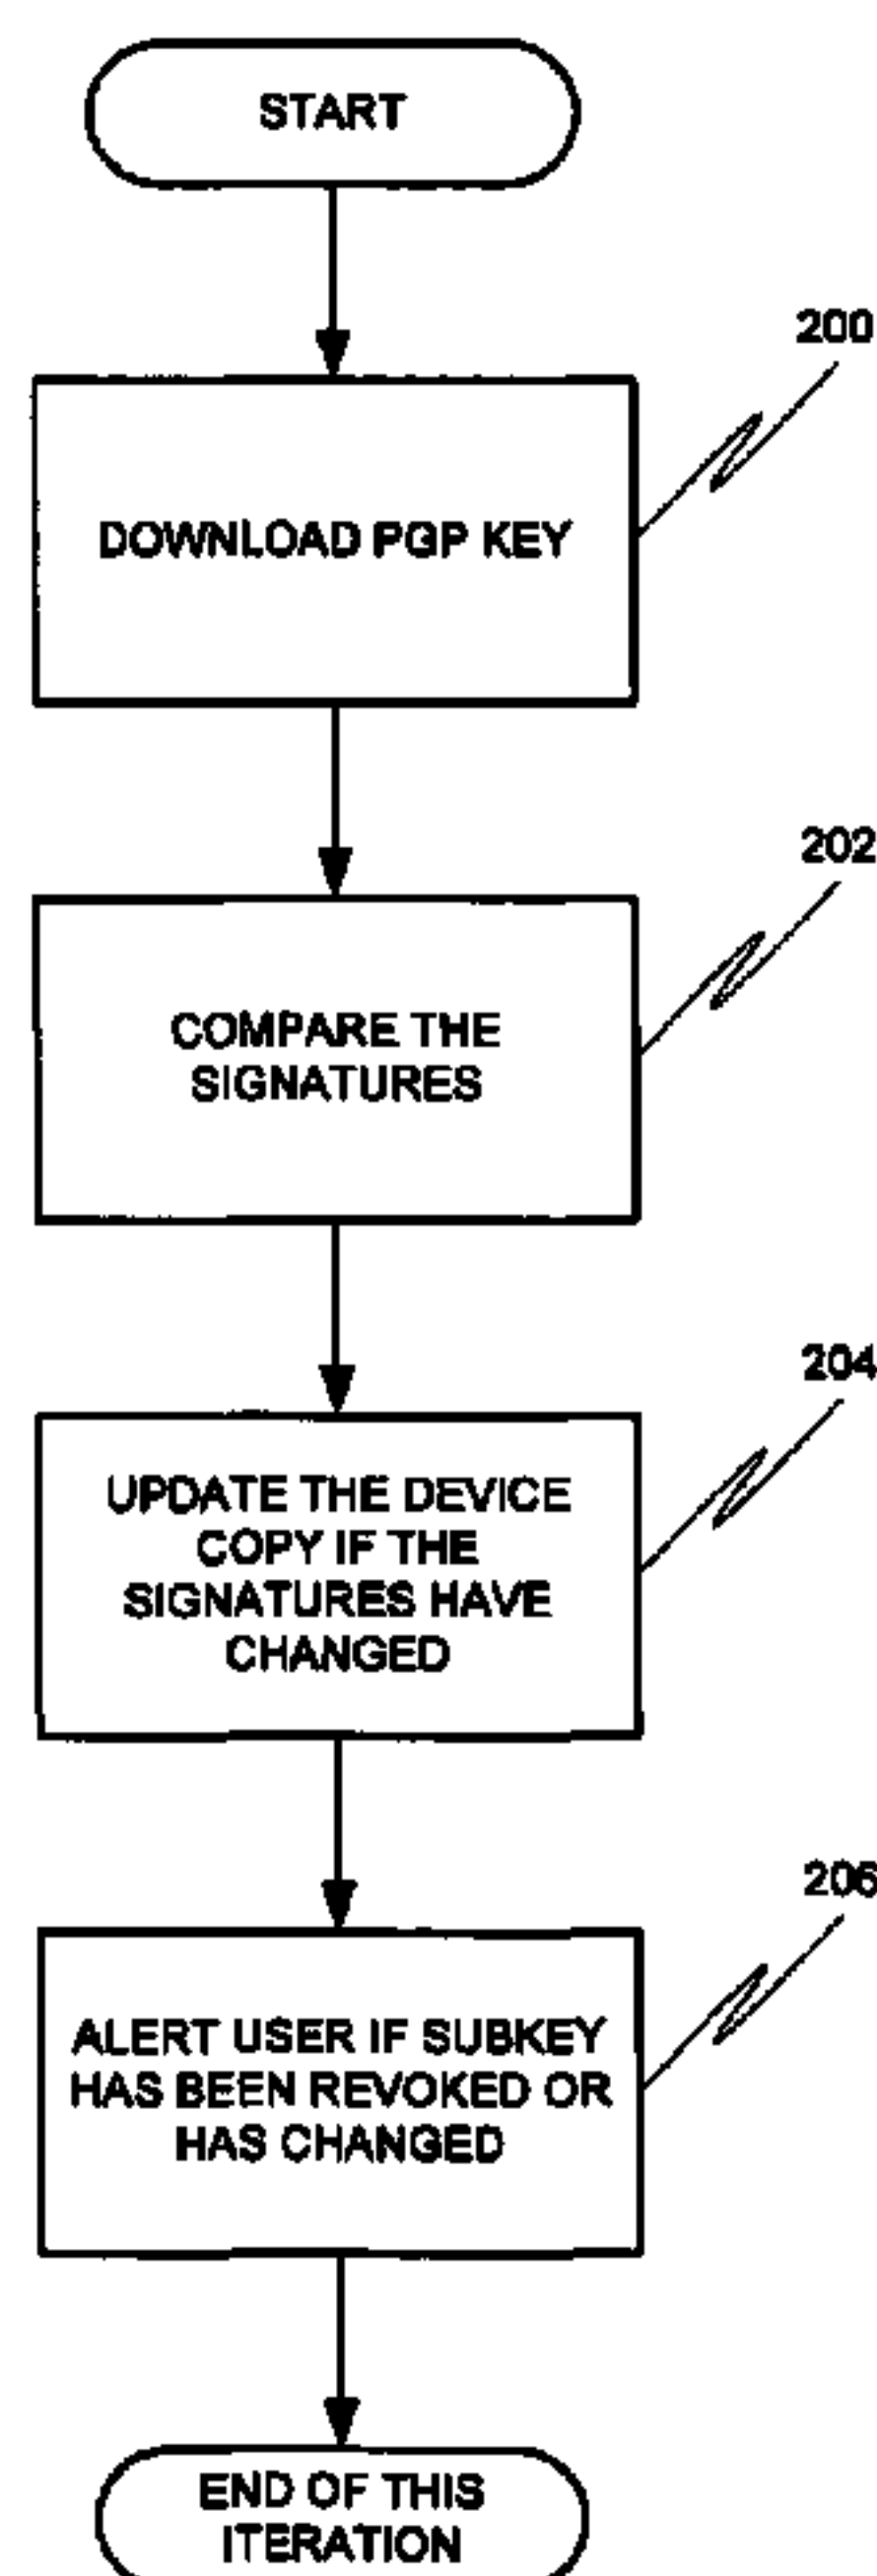 START
200
DOWNLOAD PGP KEY
202
COMPARE THE
SIGNATURES
204
UPDATE THE DEVICE
COPY IF THE
SIGNATURES HAVE
CHANGED
206
ALERT USER IF SUBKEY
HAS BEEN REVOKED OR
HAS CHANGED
END OF THIS
ITERATION